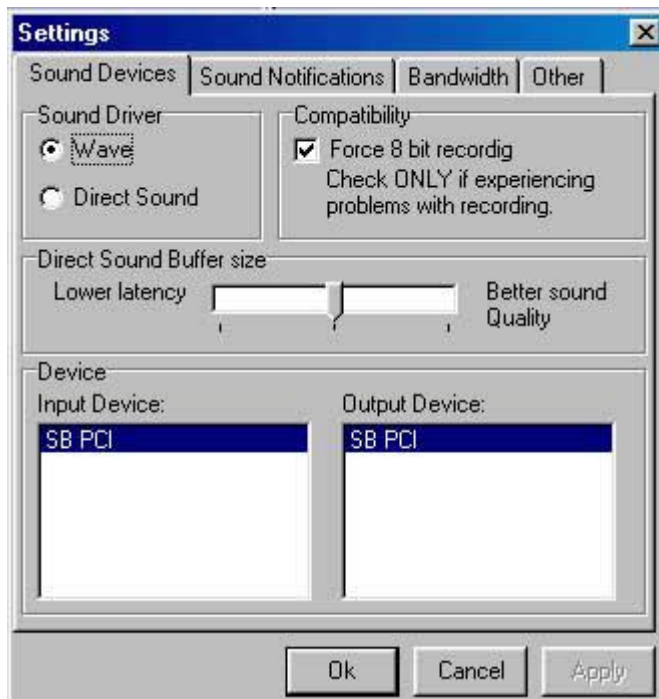 Settings
Sound Devices
Sound Notifications
Bandwidth
Other
Sound Driver
Wave
Direct Sound
Compatibility
Force 8 bit recordig
Check ONLY if experiencing
problems with recording.
Direct Sound Buffer size
Lower latency
Better sound
Quality
Device
Input Device:
SB PCI
Output Device:
SB PCI
Ok
Cancel
Apply